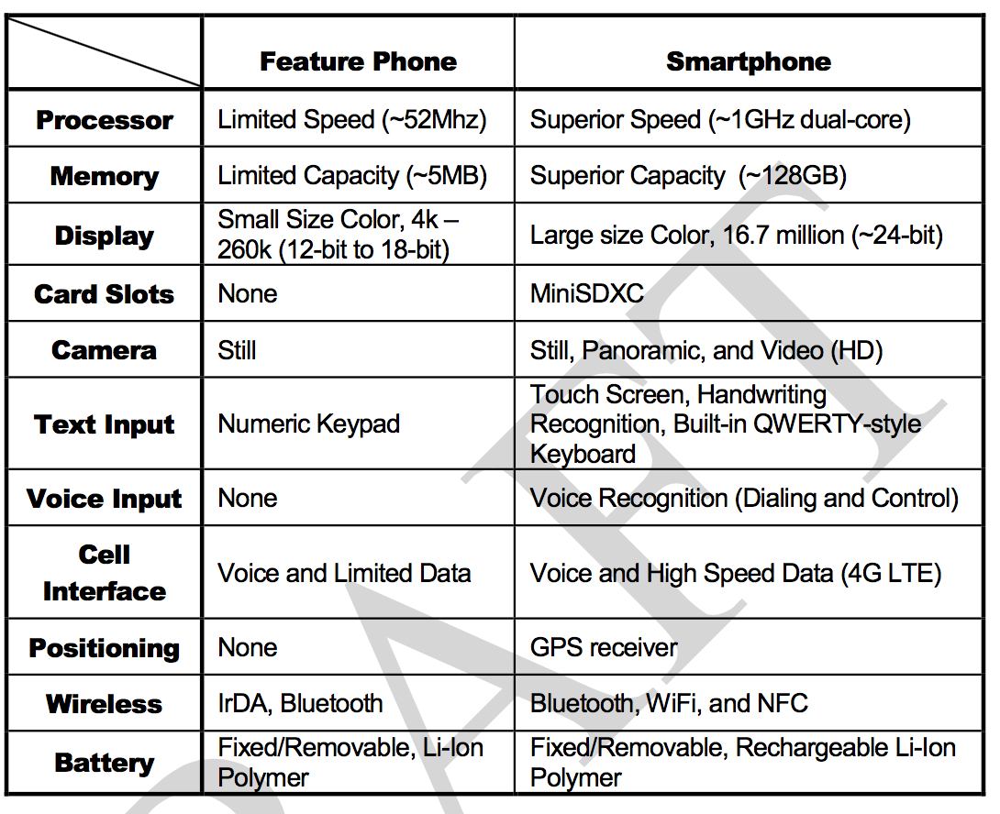 Feature Phone Smartphone
Processor Limited Speed (~52Mhz) Superior Speed (~1GHz dual-core)
Memory Limited Capacity (~5MB) Superior Capacity (~128GB)
Display Small Size Color, 4k – 260k (12-bit to 18-bit) Large size Color, 16.7 million (~24-bit)
Card Slots None MiniSDXC
Camera Still Still, Panoramic, and Video (HD)
Text Input Numeric Keypad Touch Screen, Handwriting Recognition, Built-in QWERTY-style Keyboard
Voice Input None Voice Recognition (Dialing and Control)
Cell Interface Voice and Limited Data Voice and High Speed Data (4G LTE)
Positioning None GPS receiver
Wireless IrDA, Bluetooth Bluetooth, WiFi, and NFC
Battery Fixed/Removable, Li-Ion Polymer Fixed/Removable, Rechargeable Li-Ion Polymer
RAFT